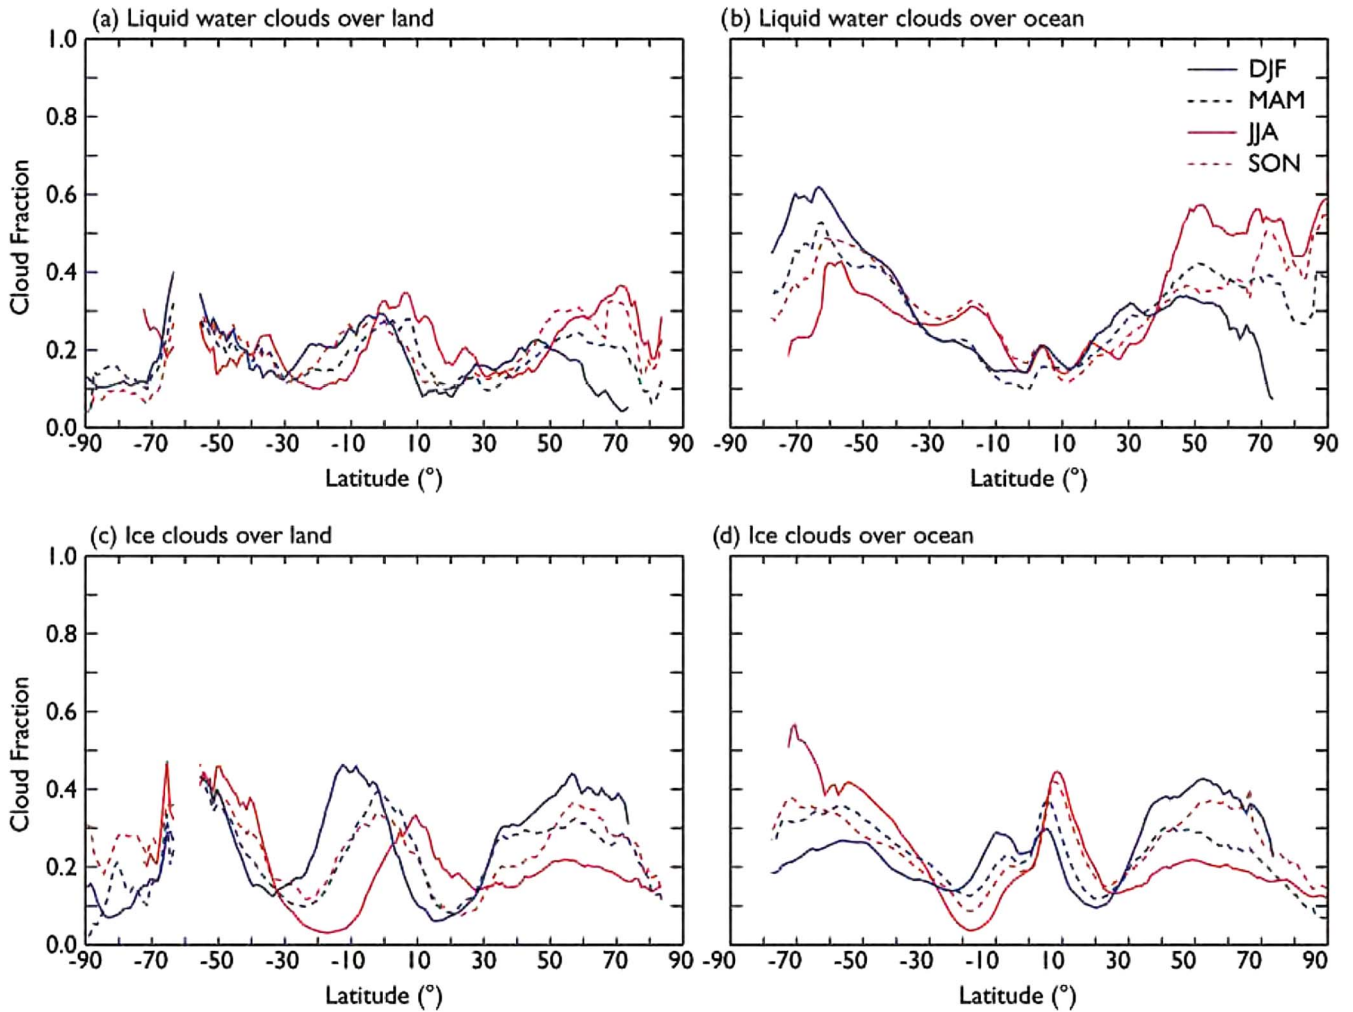 (a) Liquid water clouds over land
(b) Liquid water clouds over ocean
1.0
0.8
0.6
0.4
0.2
0.0
Cloud Fraction
-90 -70 -50 -30 -10 10 30 50 70 90
Latitude (°)
DJF
MAM
JJA
SON
-90 -70 -50 -30 -10 10 30 50 70 90
Latitude (°)
(c) Ice clouds over land
(d) Ice clouds over ocean
1.0
0.8
0.6
0.4
0.2
0.0
Cloud Fraction
-90 -70 -50 -30 -10 10 30 50 70 90
Latitude (°)
-90 -70 -50 -30 -10 10 30 50 70 90
Latitude (°)